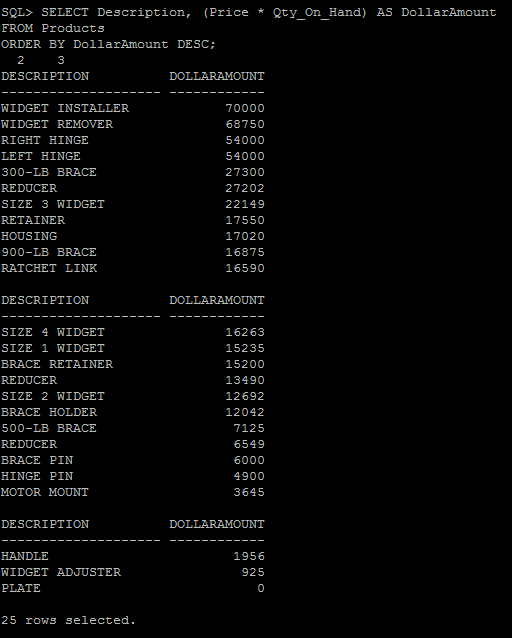 SQL> SELECT Description, (Price * Qty_On_Hand) AS DollarAmount
FROM Products
ORDER BY DollarAmount DESC;
  2    3
DESCRIPTION          DOLLARAMOUNT
-------------------- ------------
WIDGET INSTALLER            70000
WIDGET REMOVER              68750
RIGHT HINGE                 54000
LEFT HINGE                  54000
300-LB BRACE                27300
REDUCER                     27202
SIZE 3 WIDGET               22149
RETAINER                    17550
HOUSING                     17020
900-LB BRACE                16875
RATCHET LINK                16590

DESCRIPTION          DOLLARAMOUNT
-------------------- ------------
SIZE 4 WIDGET               16263
SIZE 1 WIDGET               15235
BRACE RETAINER              15200
REDUCER                     13490
SIZE 2 WIDGET               12692
BRACE HOLDER                12042
500-LB BRACE                 7125
REDUCER                      6549
BRACE PIN                    6000
HINGE PIN                    4900
MOTOR MOUNT                  3645

DESCRIPTION          DOLLARAMOUNT
-------------------- ------------
HANDLE                       1956
WIDGET ADJUSTER               925
PLATE                           0

25 rows selected.